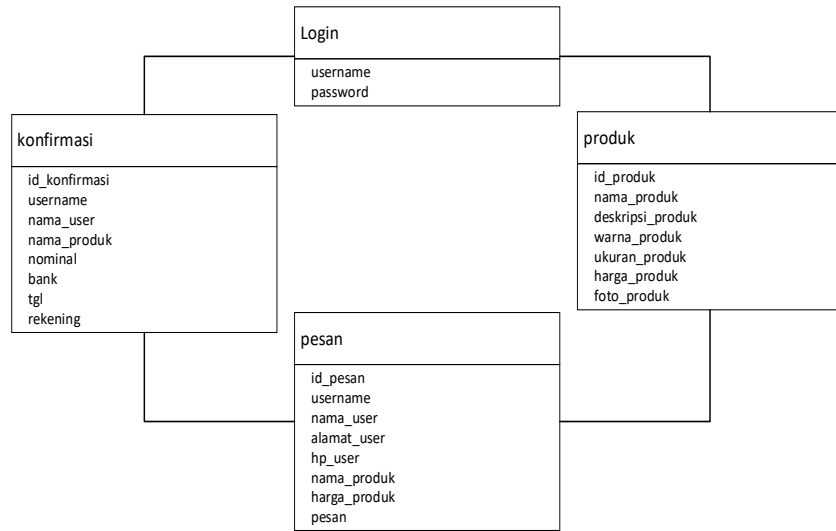 Login
username
password
konfirmasi
id_konfirmasi
username
nama_user
nama_produk
nominal
bank
tgl
rekening
produk
id_produk
nama_produk
deskripsi_produk
warna_produk
ukuran_produk
harga_produk
foto_produk
pesan
id_pesan
username
nama_user
alamat_user
hp_user
nama_produk
harga_produk
pesan